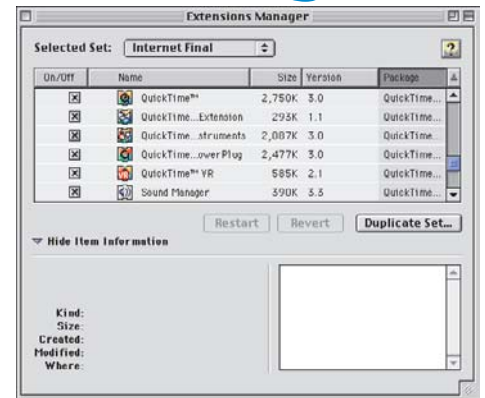 Extensions Manager
Selected Set: Internet Final ?
On/Off Name Size Version Package
QuickTime™ 2,750K 3.0 QuickTime...
QuickTime...Extension 293K 1.1 QuickTime...
QuickTime...struments 2,087K 3.0 QuickTime...
QuickTime...owerPlug 2,477K 3.0 QuickTime...
QuickTime™ VR 585K 2.1 QuickTime...
Sound Manager 390K 3.3 QuickTime...
Restart Revert Duplicate Set...
Hide Item Information
Kind:
Size:
Created:
Modified:
Where: